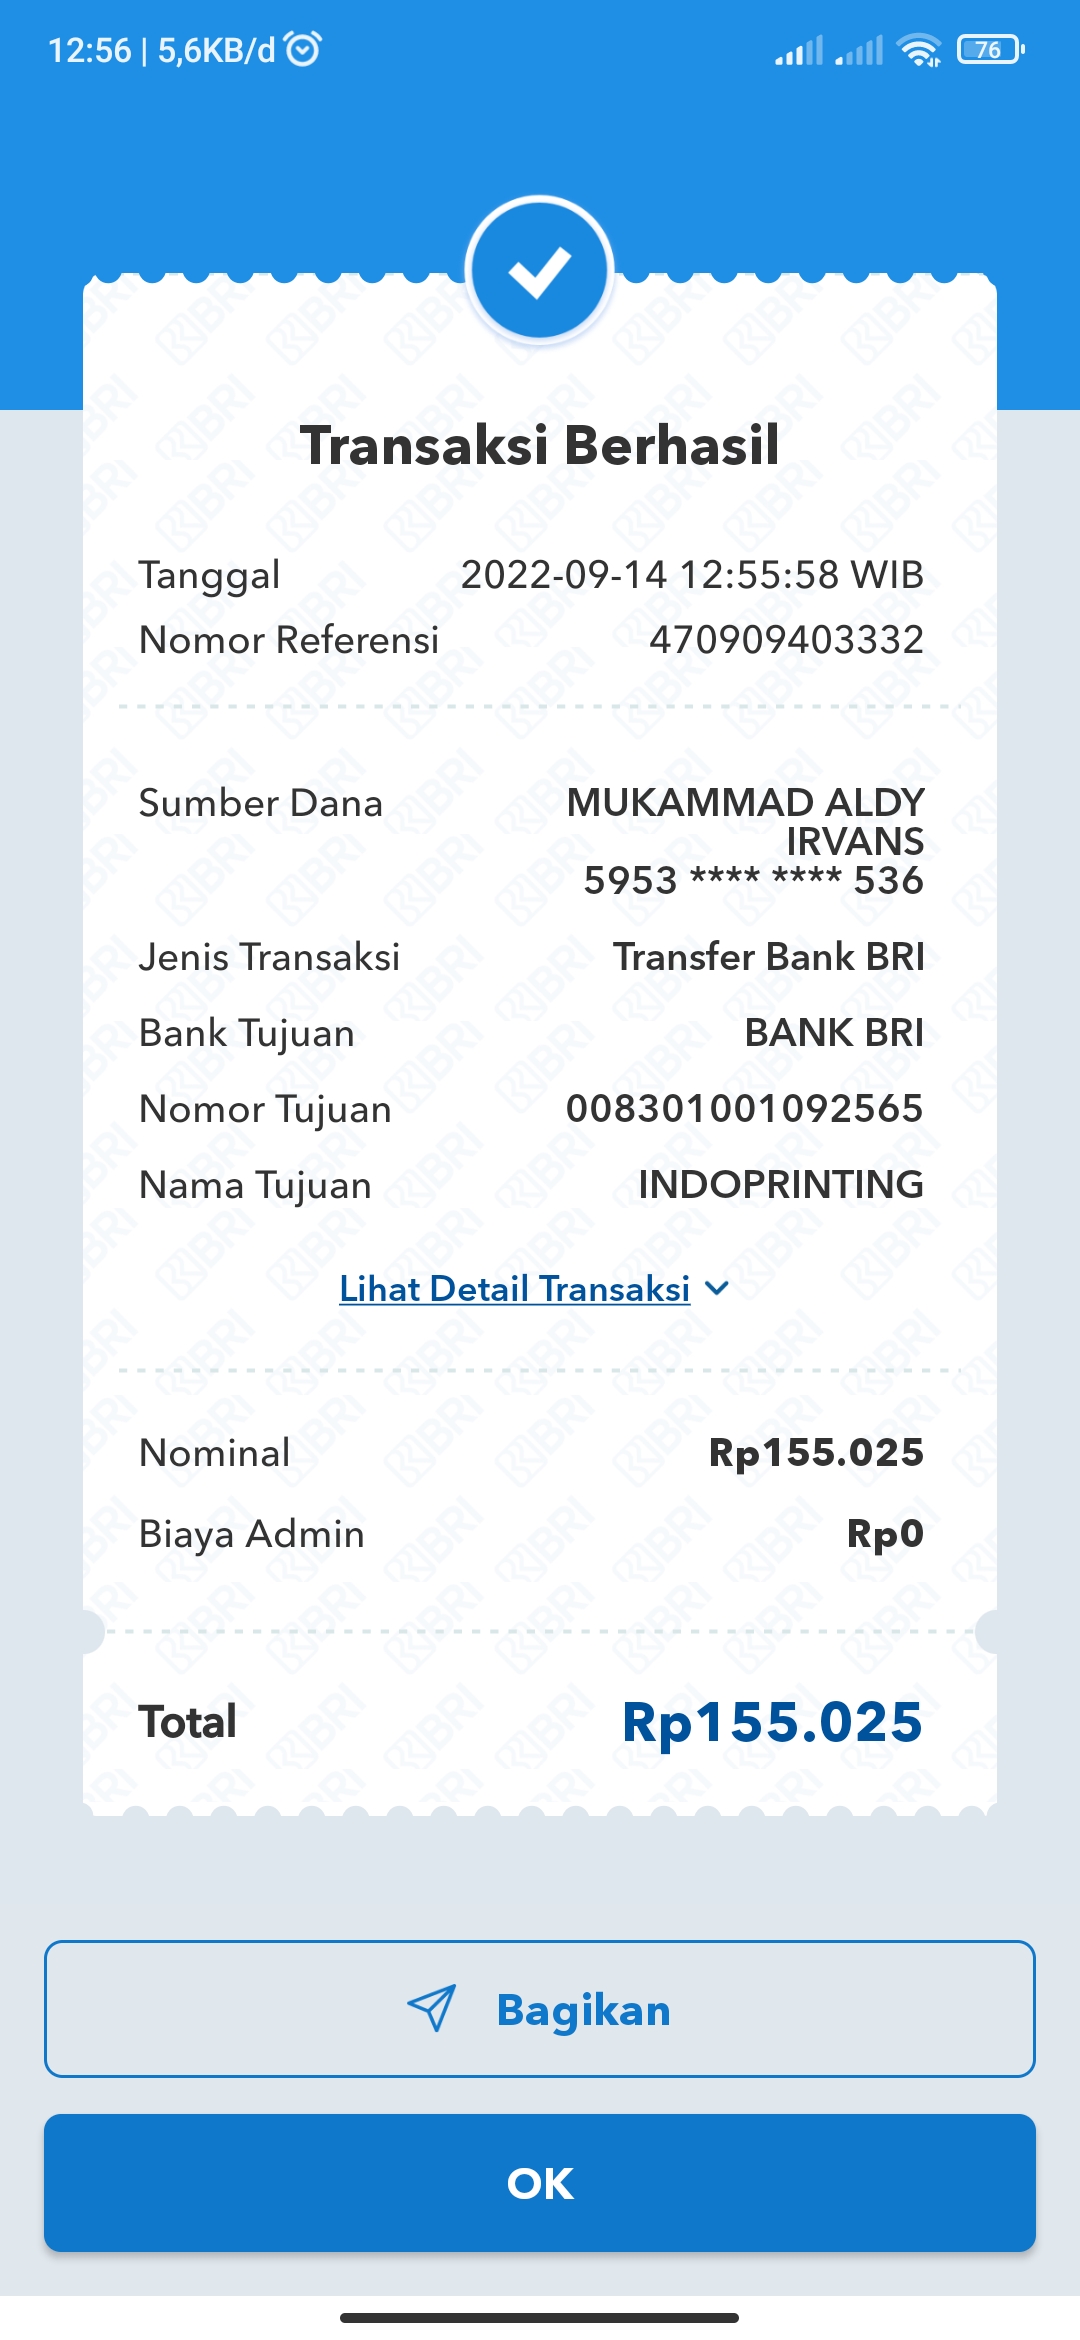 12:56 | 5,6KB/d
76
Transaksi Berhasil
Tanggal 2022-09-14 12:55:58 WIB
Nomor Referensi 470909403332
Sumber Dana MUKAMMAD ALDY
IRVANS
5953 **** **** 536
Jenis Transaksi Transfer Bank BRI
Bank Tujuan BANK BRI
Nomor Tujuan 008301001092565
Nama Tujuan INDOPRINTING
Lihat Detail Transaksi
Nominal Rp155.025
Biaya Admin Rp0
Total Rp155.025
Bagikan
OK